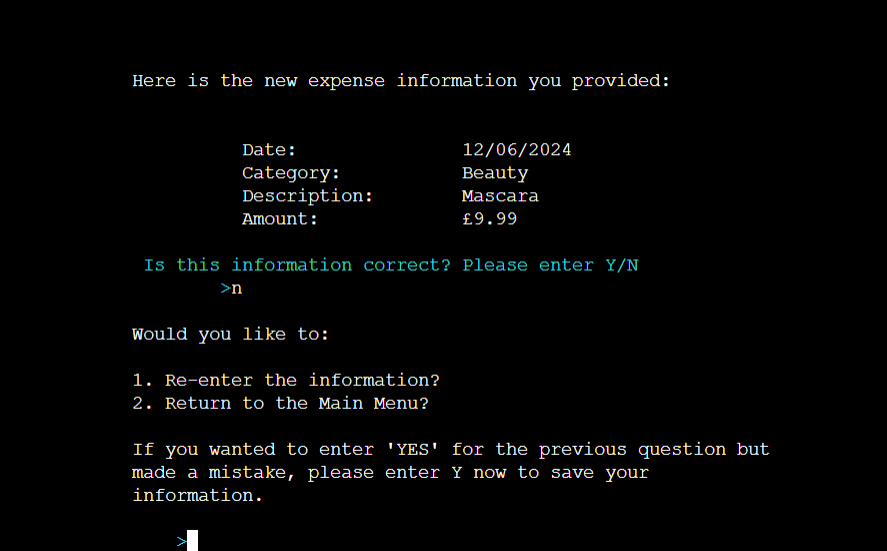 Here is the new expense information you provided:
Date: 12/06/2024
Category: Beauty
Description: Mascara
Amount: £9.99
Is this information correct? Please enter Y/N
>n
Would you like to:
1. Re-enter the information?
2. Return to the Main Menu?
If you wanted to enter 'YES' for the previous question but
made a mistake, please enter Y now to save your
information.
>